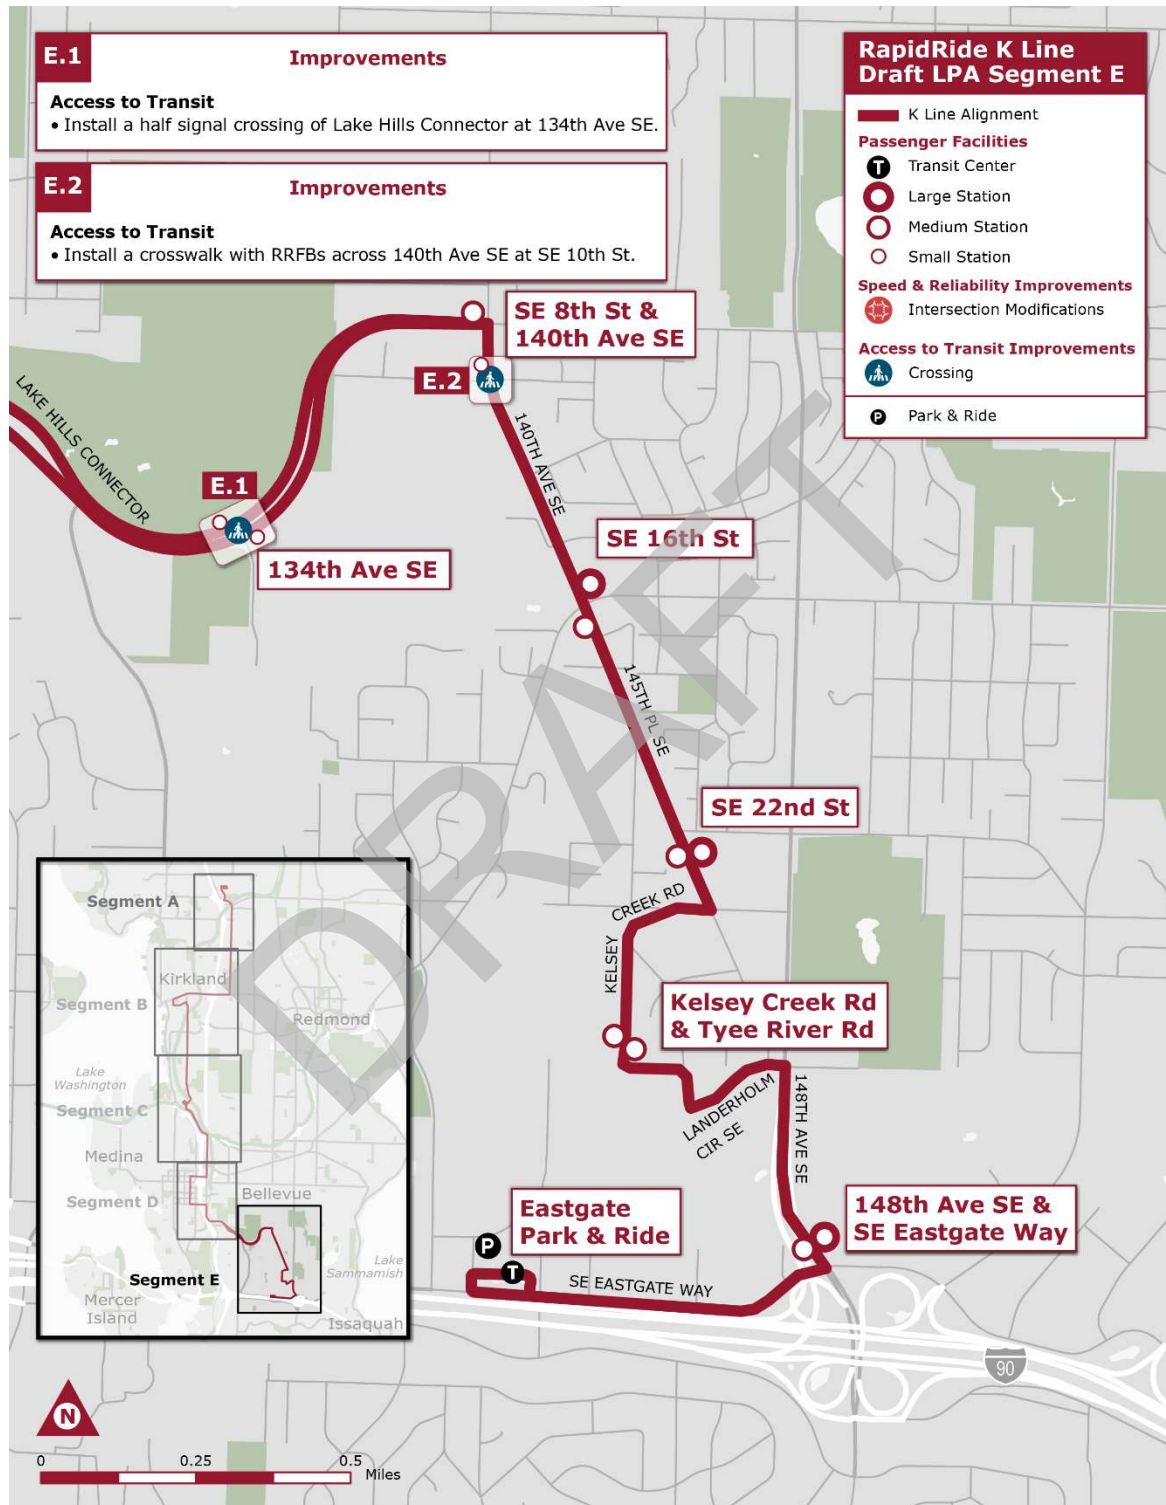 E.1
Improvements
Access to Transit
• Install a half signal crossing of Lake Hills Connector at 134th Ave SE.
E.2
Improvements
Access to Transit
• Install a crosswalk with RRFBs across 140th Ave SE at SE 10th St.
RapidRide K Line
Draft LPA Segment E
K Line Alignment
Passenger Facilities
T
Transit Center
Large Station
Medium Station
Small Station
Speed & Reliability Improvements
Intersection Modifications
Access to Transit Improvements
Crossing
P
Park & Ride
SE 8th St &
140th Ave SE
E.2
LAKE HILLS CONNECTOR
140TH AVE SE
E.1
134th Ave SE
SE 16th St
145TH PL SE
SE 22nd St
KELSEY
CREEK RD
Kelsey Creek Rd
& Tyee River Rd
LANDERHOLM
CIR SE
148TH AVE SE
148th Ave SE &
SE Eastgate Way
Eastgate
Park & Ride
P
T
SE EASTGATE WAY
90
DRAFT
Segment A
Kirkland
Segment B
Redmond
Lake
Washington
Segment C
Medina
Segment D
Bellevue
Segment E
Lake
Sammamish
Mercer
Island
Issaquah
N
0
0.25
0.5
Miles